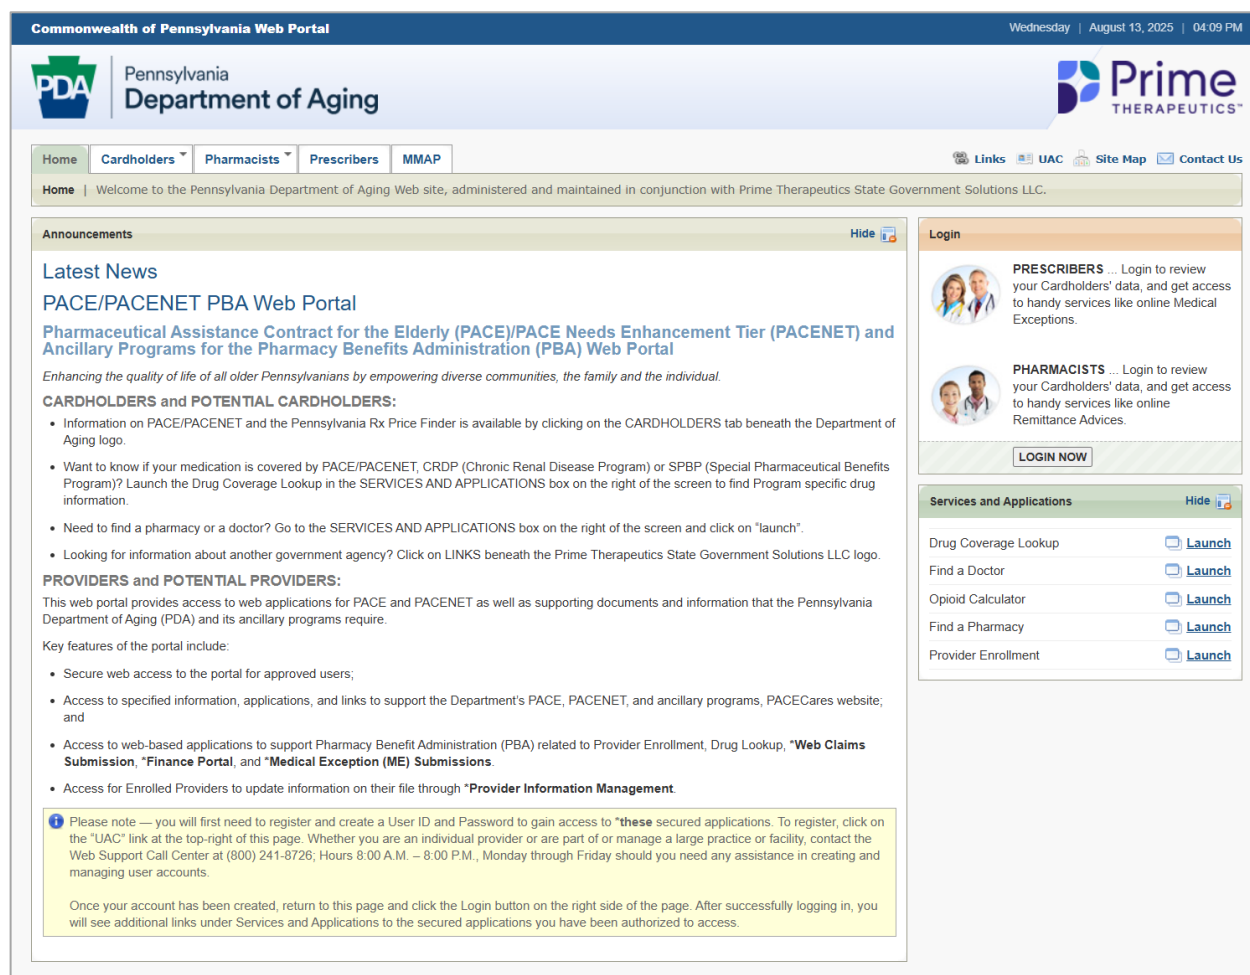 Commonwealth of Pennsylvania Web Portal
Wednesday | August 13, 2025 | 04:09 PM
PDA
Pennsylvania
Department of Aging
Prime
THERAPEUTICS™
Home
Cardholders
Pharmacists
Prescribers
MMAP
Links
UAC
Site Map
Contact Us
Home | Welcome to the Pennsylvania Department of Aging Web site, administered and maintained in conjunction with Prime Therapeutics State Government Solutions LLC.
Announcements
Hide
Latest News
PACE/PACENET PBA Web Portal
Pharmaceutical Assistance Contract for the Elderly (PACE)/PACE Needs Enhancement Tier (PACENET) and
Ancillary Programs for the Pharmacy Benefits Administration (PBA) Web Portal
Enhancing the quality of life of all older Pennsylvanians by empowering diverse communities, the family and the individual.
CARDHOLDERS and POTENTIAL CARDHOLDERS:
• Information on PACE/PACENET and the Pennsylvania Rx Price Finder is available by clicking on the CARDHOLDERS tab beneath the Department of
Aging logo.
• Want to know if your medication is covered by PACE/PACENET, CRDP (Chronic Renal Disease Program) or SPBP (Special Pharmaceutical Benefits
Program)? Launch the Drug Coverage Lookup in the SERVICES AND APPLICATIONS box on the right of the screen to find Program specific drug
information.
• Need to find a pharmacy or a doctor? Go to the SERVICES AND APPLICATIONS box on the right of the screen and click on “launch”.
• Looking for information about another government agency? Click on LINKS beneath the Prime Therapeutics State Government Solutions LLC logo.
PROVIDERS and POTENTIAL PROVIDERS:
This web portal provides access to web applications for PACE and PACENET as well as supporting documents and information that the Pennsylvania
Department of Aging (PDA) and its ancillary programs require.
Key features of the portal include:
• Secure web access to the portal for approved users;
• Access to specified information, applications, and links to support the Department’s PACE, PACENET, and ancillary programs, PACECares website;
and
• Access to web-based applications to support Pharmacy Benefit Administration (PBA) related to Provider Enrollment, Drug Lookup, *Web Claims
Submission, *Finance Portal, and *Medical Exception (ME) Submissions.
• Access for Enrolled Providers to update information on their file through *Provider Information Management.
Please note — you will first need to register and create a User ID and Password to gain access to *these secured applications. To register, click on
the “UAC” link at the top-right of this page. Whether you are an individual provider or are part of or manage a large practice or facility, contact the
Web Support Call Center at (800) 241-8726; Hours 8:00 A.M. – 8:00 P.M., Monday through Friday should you need any assistance in creating and
managing user accounts.
Once your account has been created, return to this page and click the Login button on the right side of the page. After successfully logging in, you
will see additional links under Services and Applications to the secured applications you have been authorized to access.
Login
PRESCRIBERS ... Login to review
your Cardholders' data, and get access
to handy services like online Medical
Exceptions.
PHARMACISTS ... Login to review
your Cardholders' data, and get access
to handy services like online
Remittance Advices.
LOGIN NOW
Services and Applications
Hide
Drug Coverage Lookup Launch
Find a Doctor Launch
Opioid Calculator Launch
Find a Pharmacy Launch
Provider Enrollment Launch